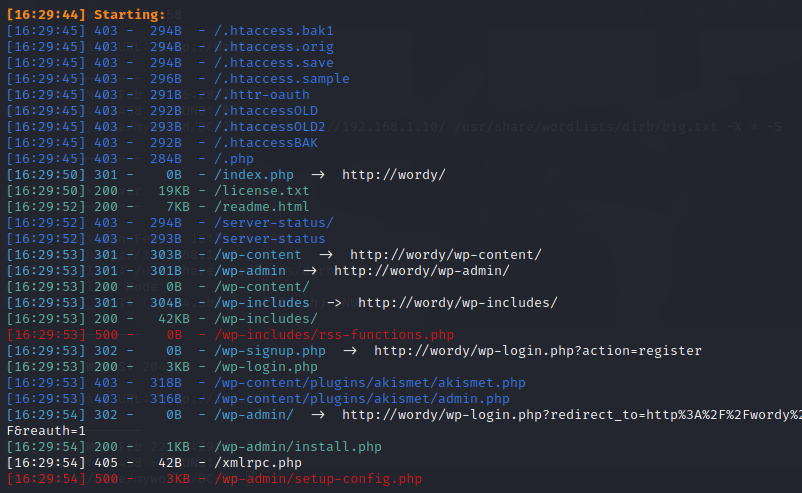 [16:29:44] Starting:
[16:29:45] 403 -  294B  - /.htaccess.bak1
[16:29:45] 403 -  294B  - /.htaccess.orig
[16:29:45] 403 -  294B  - /.htaccess.save
[16:29:45] 403 -  296B  - /.htaccess.sample
[16:29:45] 403 -  291B  - /.httr-oauth
[16:29:45] 403 -  292B  - /.htaccessOLD
[16:29:45] 403 -  293B  - /.htaccessOLD2
[16:29:45] 403 -  292B  - /.htaccessBAK
[16:29:45] 403 -  284B  - /.php
[16:29:50] 301 -    0B  - /index.php  ->  http://wordy/
[16:29:50] 200 -   19KB - /license.txt
[16:29:52] 200 -    7KB - /readme.html
[16:29:52] 403 -  294B  - /server-status/
[16:29:52] 403 -  293B  - /server-status
[16:29:53] 301 -  303B  - /wp-content  ->  http://wordy/wp-content/
[16:29:53] 301 -  301B  - /wp-admin  ->  http://wordy/wp-admin/
[16:29:53] 200 -    0B  - /wp-content/
[16:29:53] 301 -  304B  - /wp-includes  ->  http://wordy/wp-includes/
[16:29:53] 200 -   42KB - /wp-includes/
[16:29:53] 500 -    0B  - /wp-includes/rss-functions.php
[16:29:53] 302 -    0B  - /wp-signup.php  ->  http://wordy/wp-login.php?action=register
[16:29:53] 200 -    3KB - /wp-login.php
[16:29:53] 403 -  318B  - /wp-content/plugins/akismet/akismet.php
[16:29:53] 403 -  316B  - /wp-content/plugins/akismet/admin.php
[16:29:54] 302 -    0B  - /wp-admin/  ->  http://wordy/wp-login.php?redirect_to=http%3A%2F%2Fwordy%2
F&reauth=1
[16:29:54] 200 -    1KB - /wp-admin/install.php
[16:29:54] 405 -   42B  - /xmlrpc.php
[16:29:54] 500 -    3KB - /wp-admin/setup-config.php